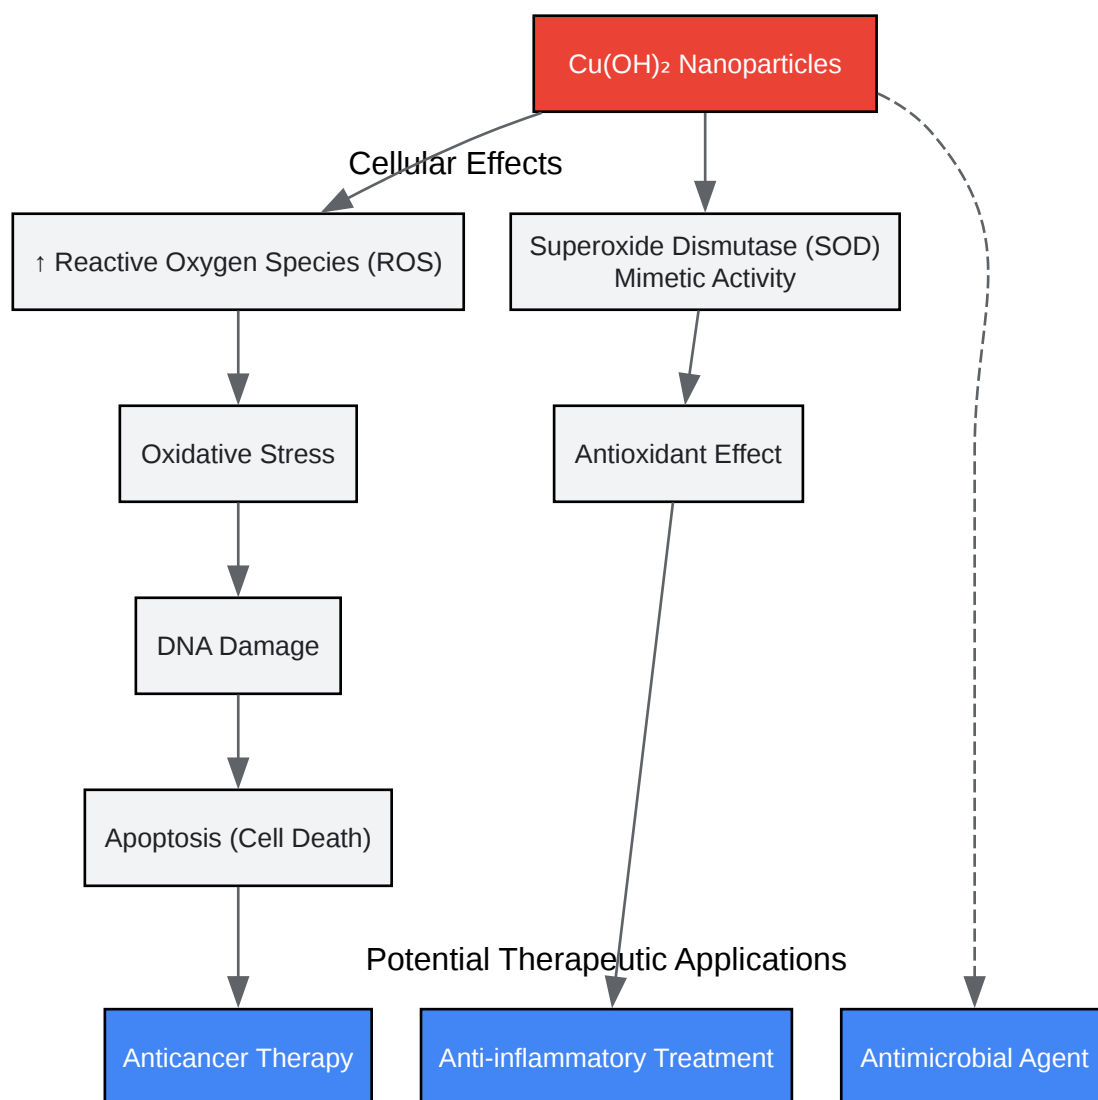 Cu(OH)₂ Nanoparticles
Cellular Effects
↑ Reactive Oxygen Species (ROS)
Superoxide Dismutase (SOD)
Mimetic Activity
Oxidative Stress
Antioxidant Effect
DNA Damage
Apoptosis (Cell Death)
Potential Therapeutic Applications
Anticancer Therapy
Anti-inflammatory Treatment
Antimicrobial Agent